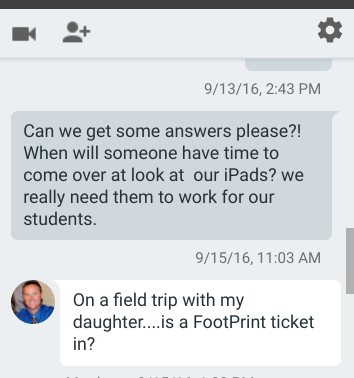 9/13/16, 2:43 PM
Can we get some answers please?!
When will someone have time to
come over at look at our iPads? we
really need them to work for our
students.
9/15/16, 11:03 AM
On a field trip with my
daughter....is a FootPrint ticket
in?